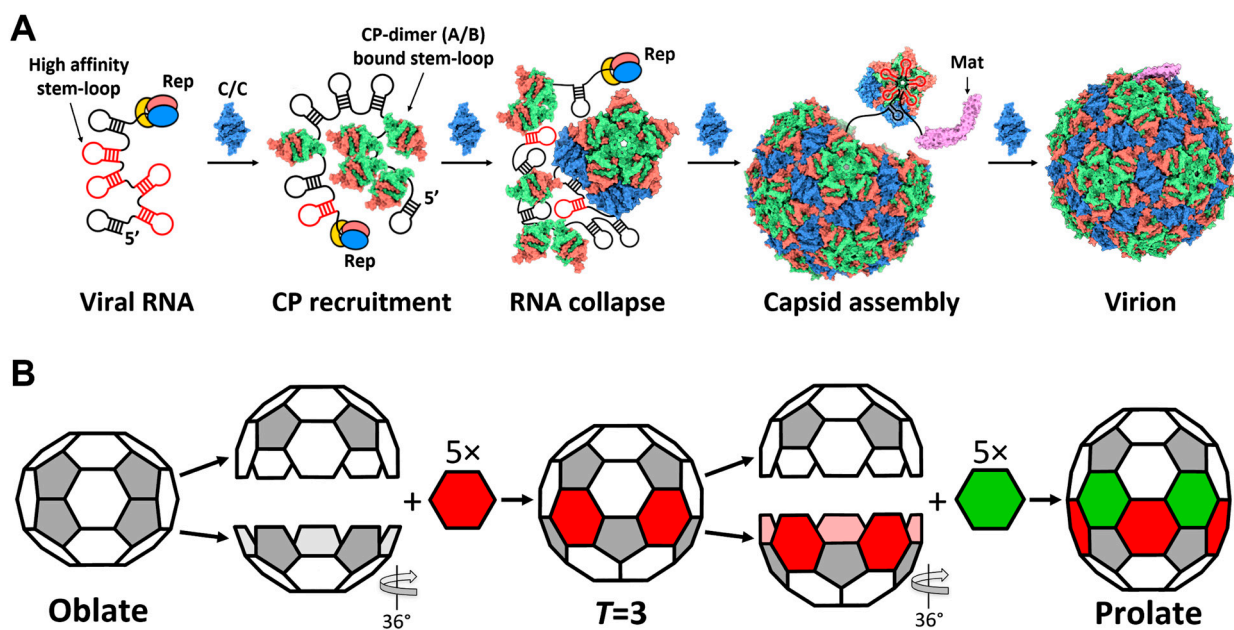 A
High affinity
stem-loop
Rep
C/C
CP-dimer (A/B)
bound stem-loop
5’
Rep
5’
Rep
Mat
Viral RNA
CP recruitment
RNA collapse
Capsid assembly
Virion
B
5×
5×
+
+
36°
36°
Oblate
T=3
Prolate